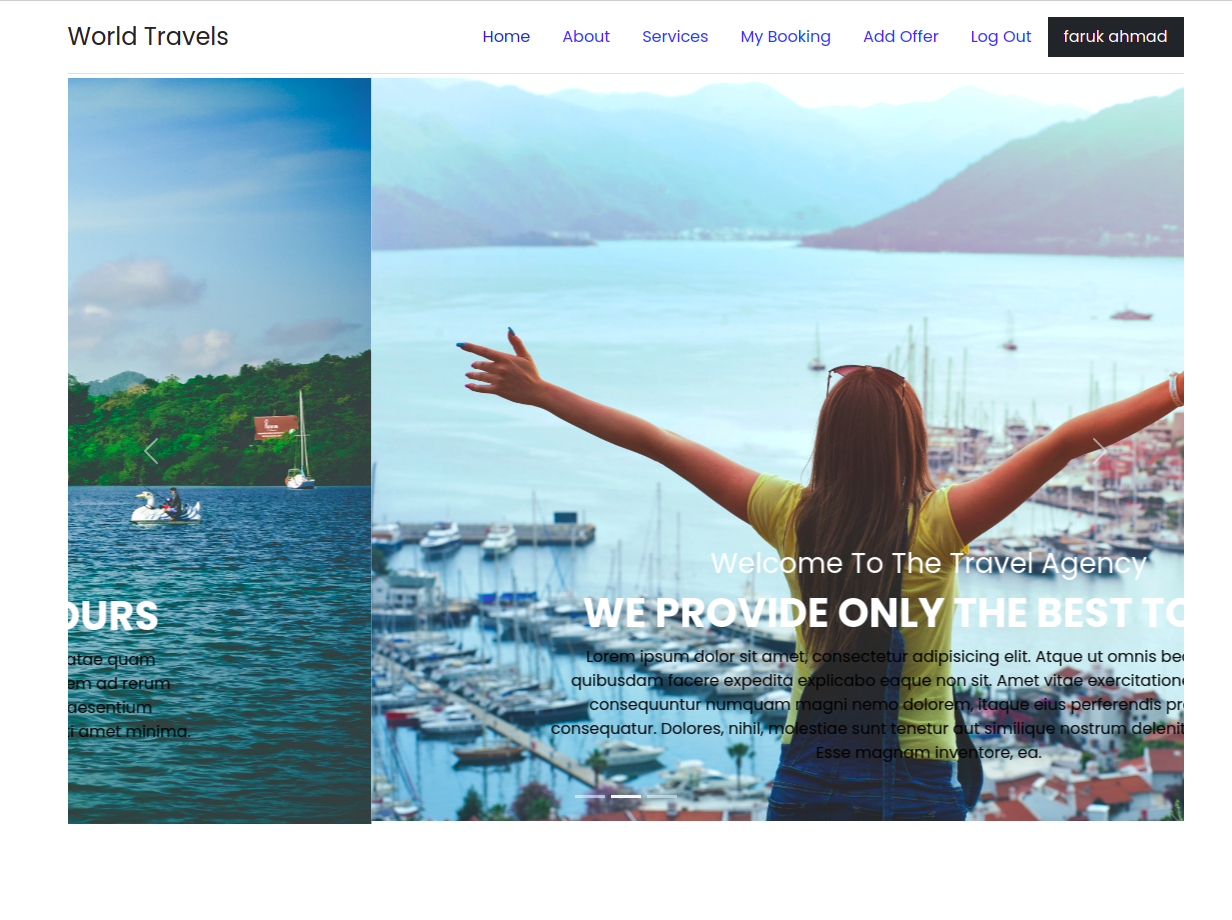 World Travels
Home About Services My Booking Add Offer Log Out faruk ahmad
OURS
atae quam
em ad rerum
aesentium
ti amet minima.
Welcome To The Travel Agency
WE PROVIDE ONLY THE BEST TO
Lorem ipsum dolor sit amet, consectetur adipisicing elit. Atque ut omnis bea
quibusdam facere expedita explicabo eaque non sit. Amet vitae exercitatione
consequuntur numquam magni nemo dolorem, itaque eius perferendis pra
consequatur. Dolores, nihil, molestiae sunt tenetur aut similique nostrum delenit
Esse magnam inventore, ea.